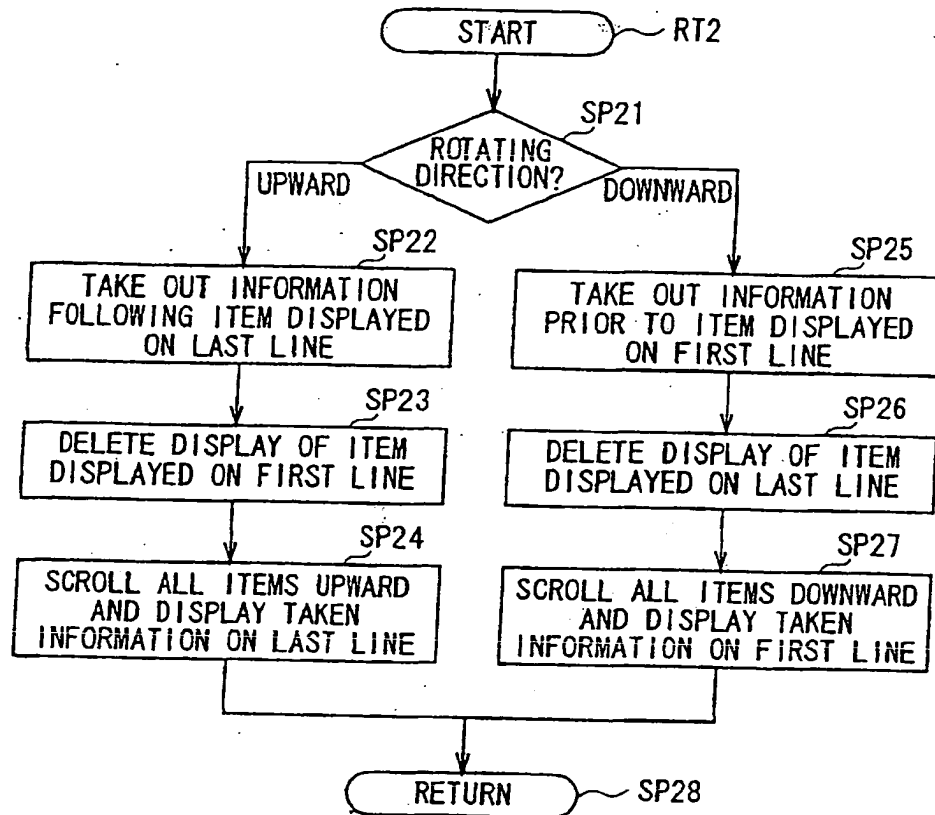 START
RT2
SP21
ROTATING
DIRECTION?
UPWARD
DOWNWARD
SP22
TAKE OUT INFORMATION
FOLLOWING ITEM DISPLAYED
ON LAST LINE
SP23
DELETE DISPLAY OF ITEM
DISPLAYED ON FIRST LINE
SP24
SCROLL ALL ITEMS UPWARD
AND DISPLAY TAKEN
INFORMATION ON LAST LINE
SP25
TAKE OUT INFORMATION
PRIOR TO ITEM DISPLAYED
ON FIRST LINE
SP26
DELETE DISPLAY OF ITEM
DISPLAYED ON LAST LINE
SP27
SCROLL ALL ITEMS DOWNWARD
AND DISPLAY TAKEN
INFORMATION ON FIRST LINE
RETURN
SP28